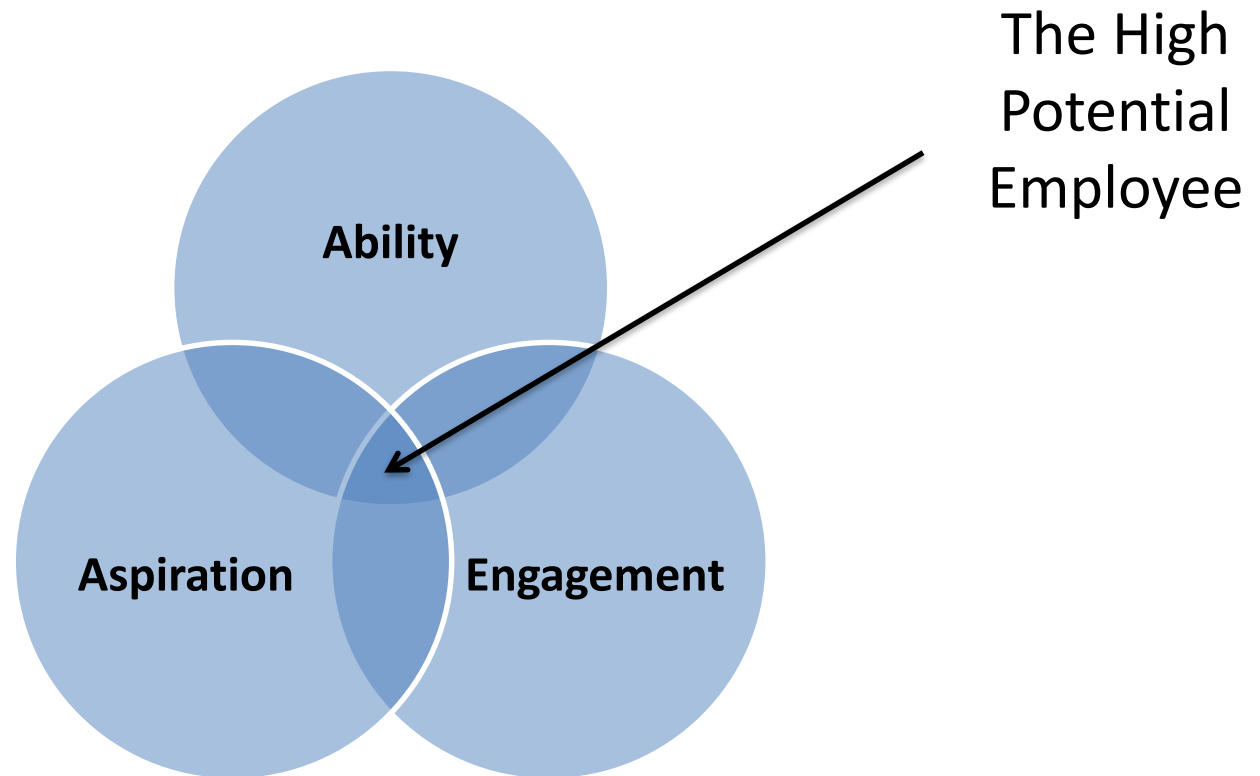 The High
Potential
Employee
Ability
Aspiration
Engagement